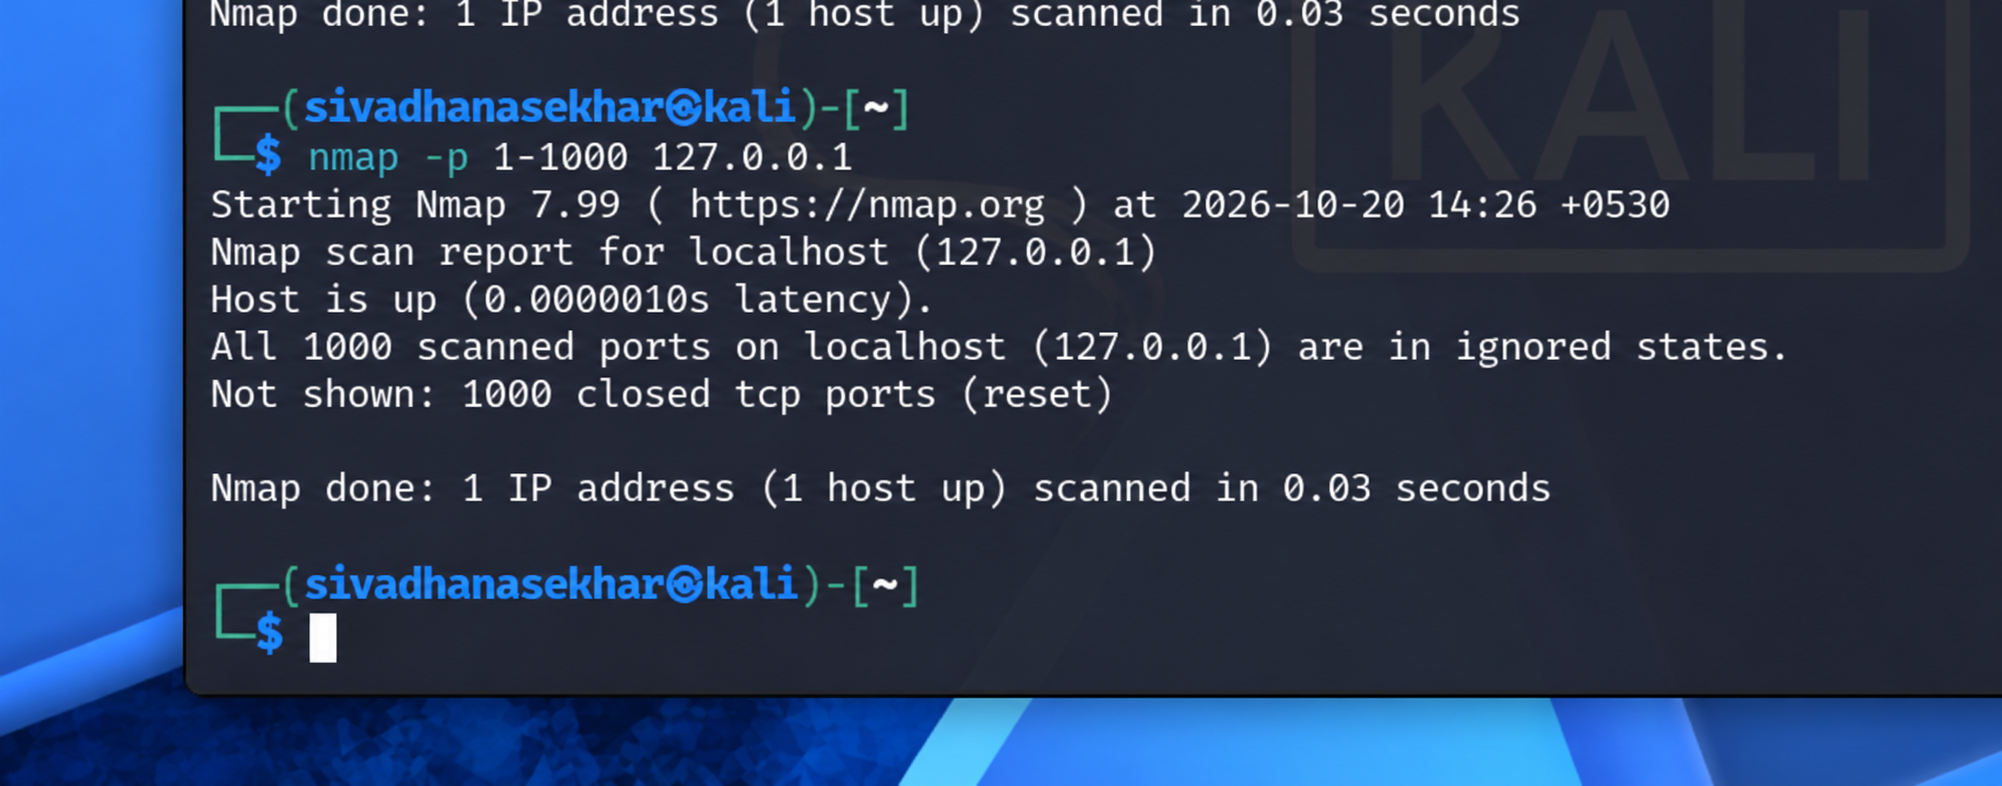 Nmap done: 1 IP address (1 host up) scanned in 0.03 seconds
┌──(sivadhanasekhar㉿kali)-[~]
└─$ nmap -p 1-1000 127.0.0.1
Starting Nmap 7.99 ( https://nmap.org ) at 2026-10-20 14:26 +0530
Nmap scan report for localhost (127.0.0.1)
Host is up (0.0000010s latency).
All 1000 scanned ports on localhost (127.0.0.1) are in ignored states.
Not shown: 1000 closed tcp ports (reset)
Nmap done: 1 IP address (1 host up) scanned in 0.03 seconds
┌──(sivadhanasekhar㉿kali)-[~]
└─$
KALI